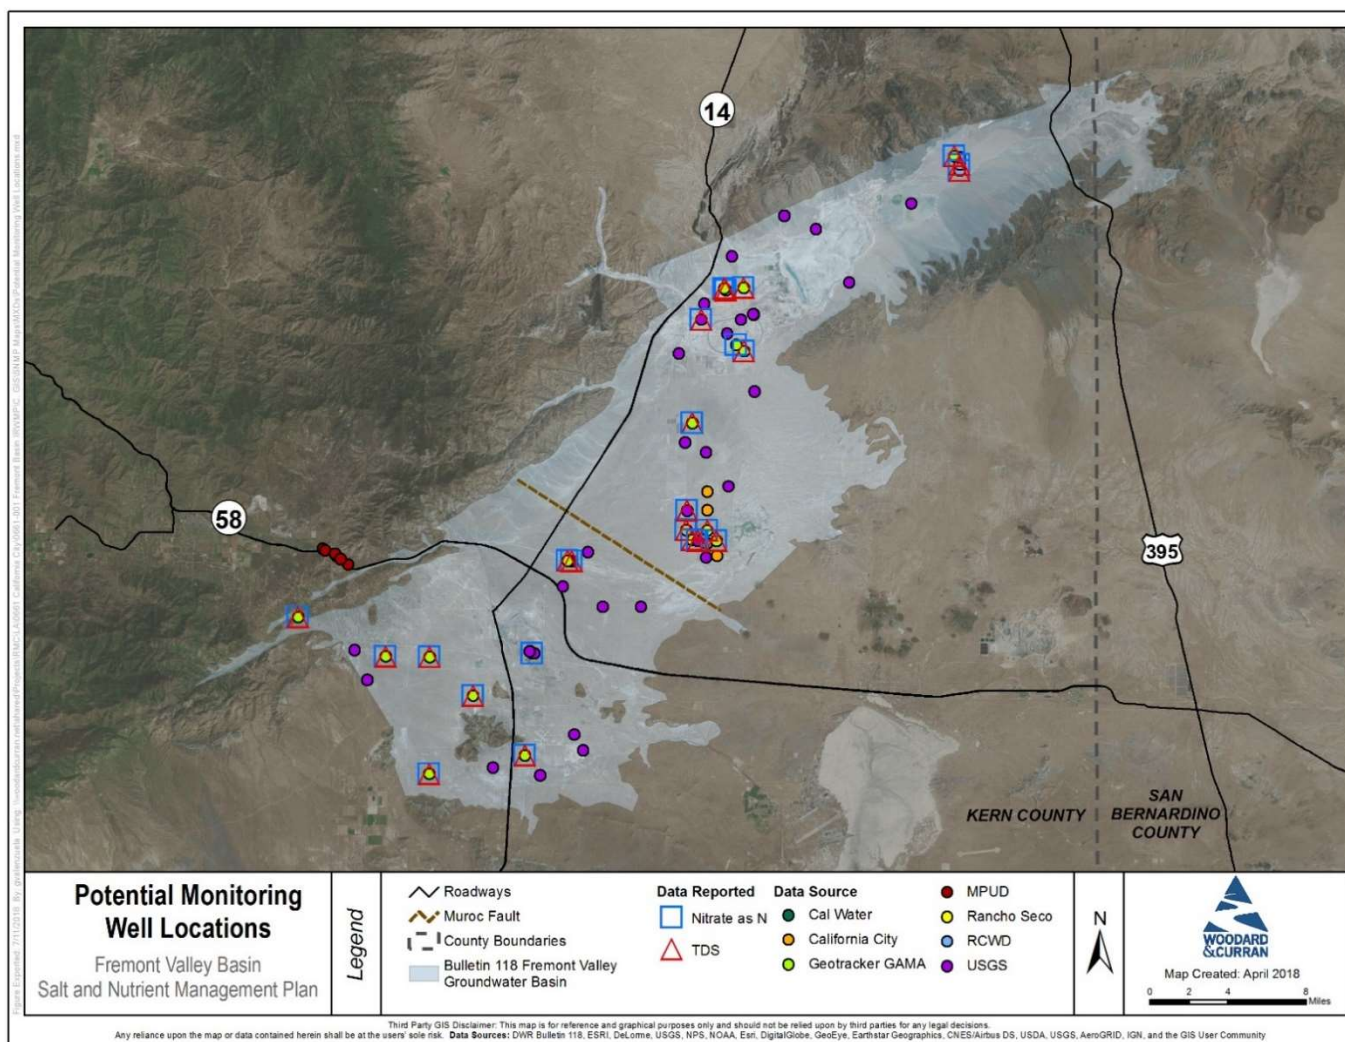 14
58
395
KERN COUNTY
SAN
BERNARDINO
COUNTY
Potential Monitoring
Well Locations
Fremont Valley Basin
Salt and Nutrient Management Plan
Legend
Roadways
Muroc Fault
County Boundaries
Bulletin 118 Fremont Valley
Groundwater Basin
Data Reported
Nitrate as N
TDS
Data Source
Cal Water
California City
Geotracker GAMA
MPUD
Rancho Seco
RCWD
USGS
N
WOODARD
&CURRAN
Map Created: April 2018
0 2 4 8
Miles
Third Party GIS Disclaimer: This map is for reference and graphical purposes only and should not be relied upon by third parties for any legal decisions.
Any reliance upon the map or data contained herein shall be at the users' sole risk. Data Sources: DWR Bulletin 118, ESRI, DeLorme, USGS, NPS, NOAA, Esri, DigitalGlobe, GeoEye, Earthstar Geographics, CNES/Airbus DS, USDA, USGS, AeroGRID, IGN, and the GIS User Community